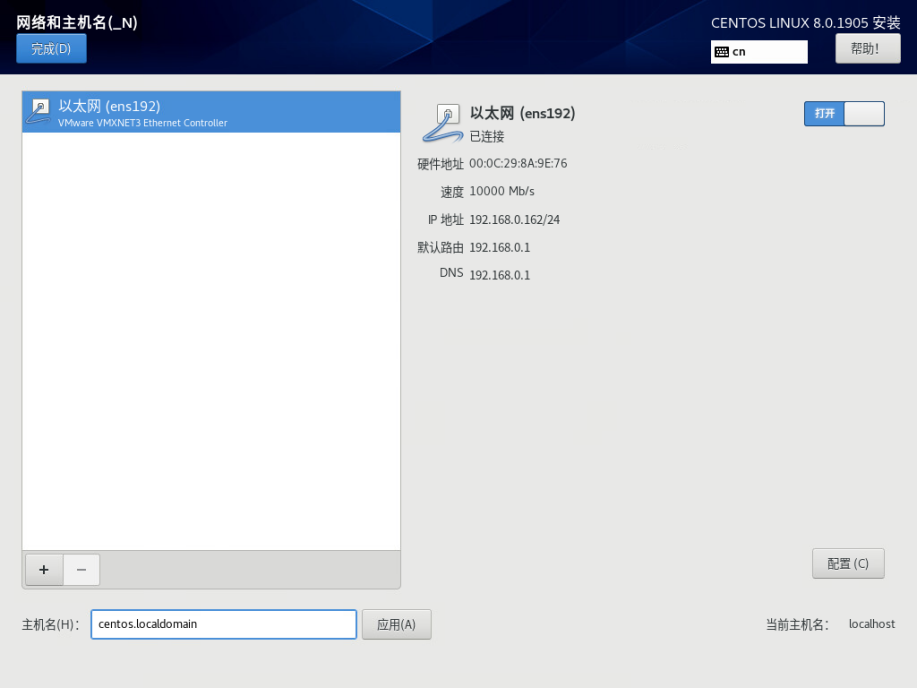 网络和主机名(_N)
CENTOS LINUX 8.0.1905 安装
完成(D)
cn
帮助!
以太网 (ens192)
VMware VMXNET3 Ethernet Controller
以太网 (ens192)
已连接
打开
硬件地址 00:0C:29:8A:9E:76
速度 10000 Mb/s
IP 地址 192.168.0.162/24
默认路由 192.168.0.1
DNS 192.168.0.1
+ −
配置 (C)
主机名(H): centos.localdomain 应用(A) 当前主机名: localhost